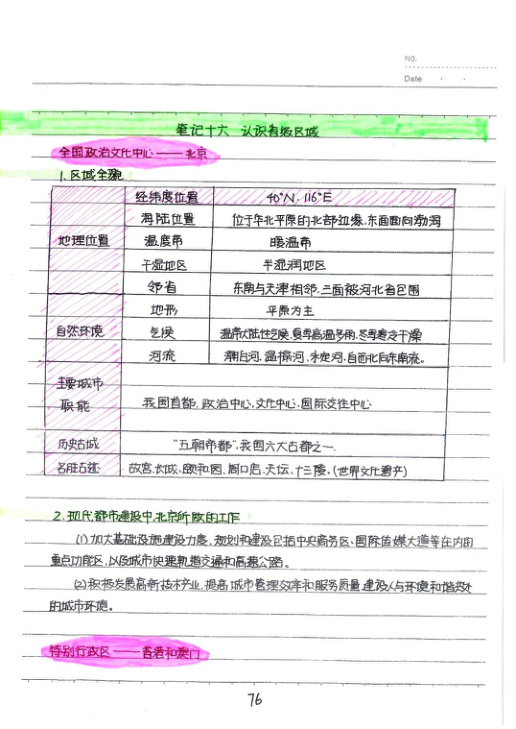 NO.
Date
笔记十六 认识省级区域
全国政治文化中心——北京
1.区域全貌
经纬度位置 40°N,116°E
海陆位置 位于华北平原的北部边缘,东面面向渤海
地理位置 温度带 暖温带
干湿地区 半湿润地区
邻省 东南与天津相邻,三面被河北省包围
地形 平原为主
自然环境 气候 温带大陆性气候,夏季高温多雨,冬季寒冷干燥
河流 潮白河,温榆河,永定河,自西北向东南流。
主要城市
职能 我国首都,政治中心,文化中心,国际交往中心
历史古城 "五朝帝都",我国六大古都之一.
名胜古迹 故宫,长城,颐和园,周口店,天坛,十三陵,(世界文化遗产)
2.现代都市建设中,北京所做的工作
(1)加大基础设施建设力度,规划和建设包括中央商务区、国际传媒大道等在内的
重点功能区,以及城市快速轨道交通和高速公路。
(2)积极发展高新技术产业,提高城市管理效率和服务质量,建设人与环境和谐共处
的城市环境。
特别行政区——香港和澳门
76